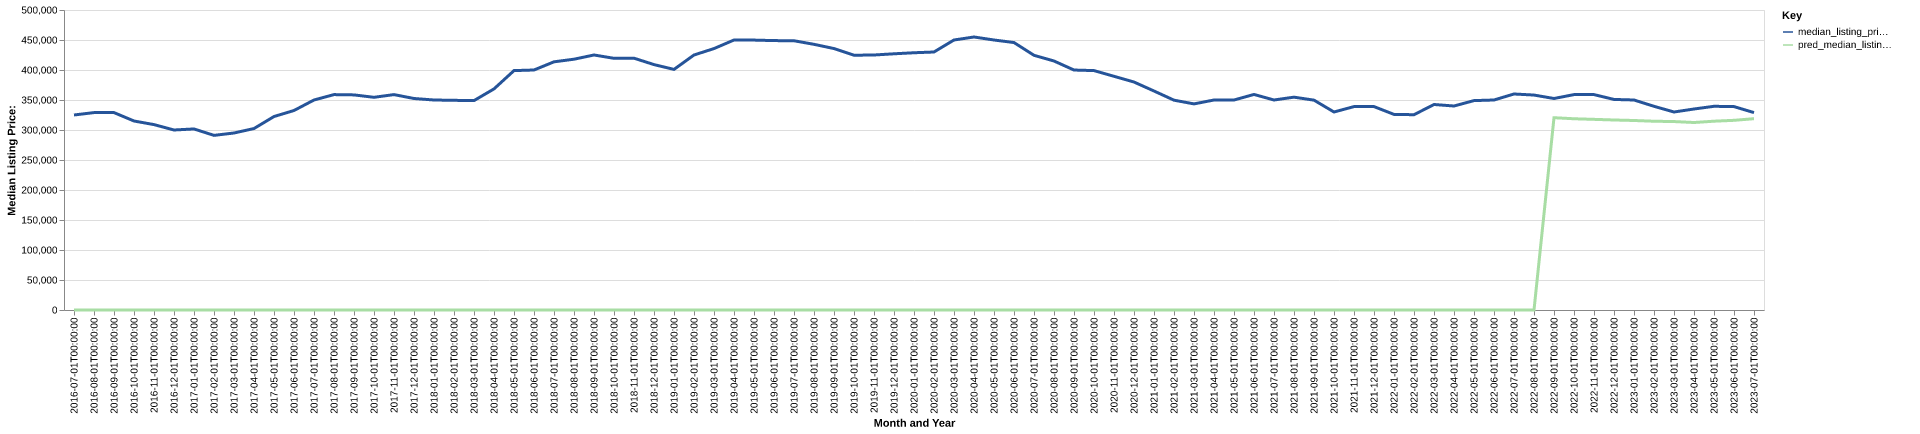 500,000
450,000
400,000
350,000
300,000
250,000
200,000
150,000
100,000
50,000
0
Median Listing Price:
2016-07-01T00:00:00
2016-08-01T00:00:00
2016-09-01T00:00:00
2016-10-01T00:00:00
2016-11-01T00:00:00
2016-12-01T00:00:00
2017-01-01T00:00:00
2017-02-01T00:00:00
2017-03-01T00:00:00
2017-04-01T00:00:00
2017-05-01T00:00:00
2017-06-01T00:00:00
2017-07-01T00:00:00
2017-08-01T00:00:00
2017-09-01T00:00:00
2017-10-01T00:00:00
2017-11-01T00:00:00
2017-12-01T00:00:00
2018-01-01T00:00:00
2018-02-01T00:00:00
2018-03-01T00:00:00
2018-04-01T00:00:00
2018-05-01T00:00:00
2018-06-01T00:00:00
2018-07-01T00:00:00
2018-08-01T00:00:00
2018-09-01T00:00:00
2018-10-01T00:00:00
2018-11-01T00:00:00
2018-12-01T00:00:00
2019-01-01T00:00:00
2019-02-01T00:00:00
2019-03-01T00:00:00
2019-04-01T00:00:00
2019-05-01T00:00:00
2019-06-01T00:00:00
2019-07-01T00:00:00
2019-08-01T00:00:00
2019-09-01T00:00:00
2019-10-01T00:00:00
2019-11-01T00:00:00
2019-12-01T00:00:00
2020-01-01T00:00:00
2020-02-01T00:00:00
2020-03-01T00:00:00
2020-04-01T00:00:00
2020-05-01T00:00:00
2020-06-01T00:00:00
2020-07-01T00:00:00
2020-08-01T00:00:00
2020-09-01T00:00:00
2020-10-01T00:00:00
2020-11-01T00:00:00
2020-12-01T00:00:00
2021-01-01T00:00:00
2021-02-01T00:00:00
2021-03-01T00:00:00
2021-04-01T00:00:00
2021-05-01T00:00:00
2021-06-01T00:00:00
2021-07-01T00:00:00
2021-08-01T00:00:00
2021-09-01T00:00:00
2021-10-01T00:00:00
2021-11-01T00:00:00
2021-12-01T00:00:00
2022-01-01T00:00:00
2022-02-01T00:00:00
2022-03-01T00:00:00
2022-04-01T00:00:00
2022-05-01T00:00:00
2022-06-01T00:00:00
2022-07-01T00:00:00
2022-08-01T00:00:00
2022-09-01T00:00:00
2022-10-01T00:00:00
2022-11-01T00:00:00
2022-12-01T00:00:00
2023-01-01T00:00:00
2023-02-01T00:00:00
2023-03-01T00:00:00
2023-04-01T00:00:00
2023-05-01T00:00:00
2023-06-01T00:00:00
2023-07-01T00:00:00
Month and Year
Key
median_listing_pri…
pred_median_listin…